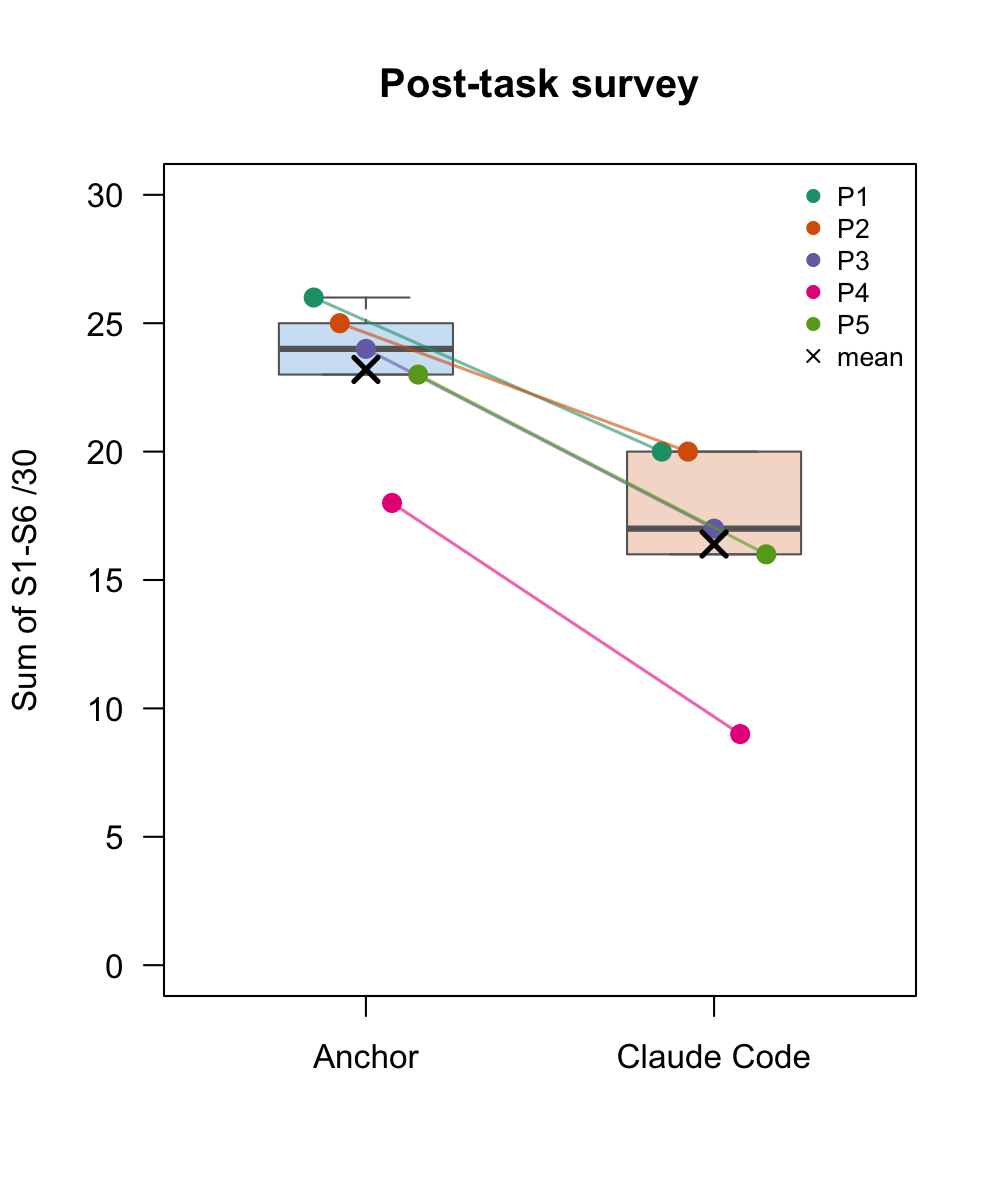 Post-task survey
Sum of S1-S6 /30
30
25
20
15
10
5
0
P1
P2
P3
P4
P5
mean
Anchor
Claude Code